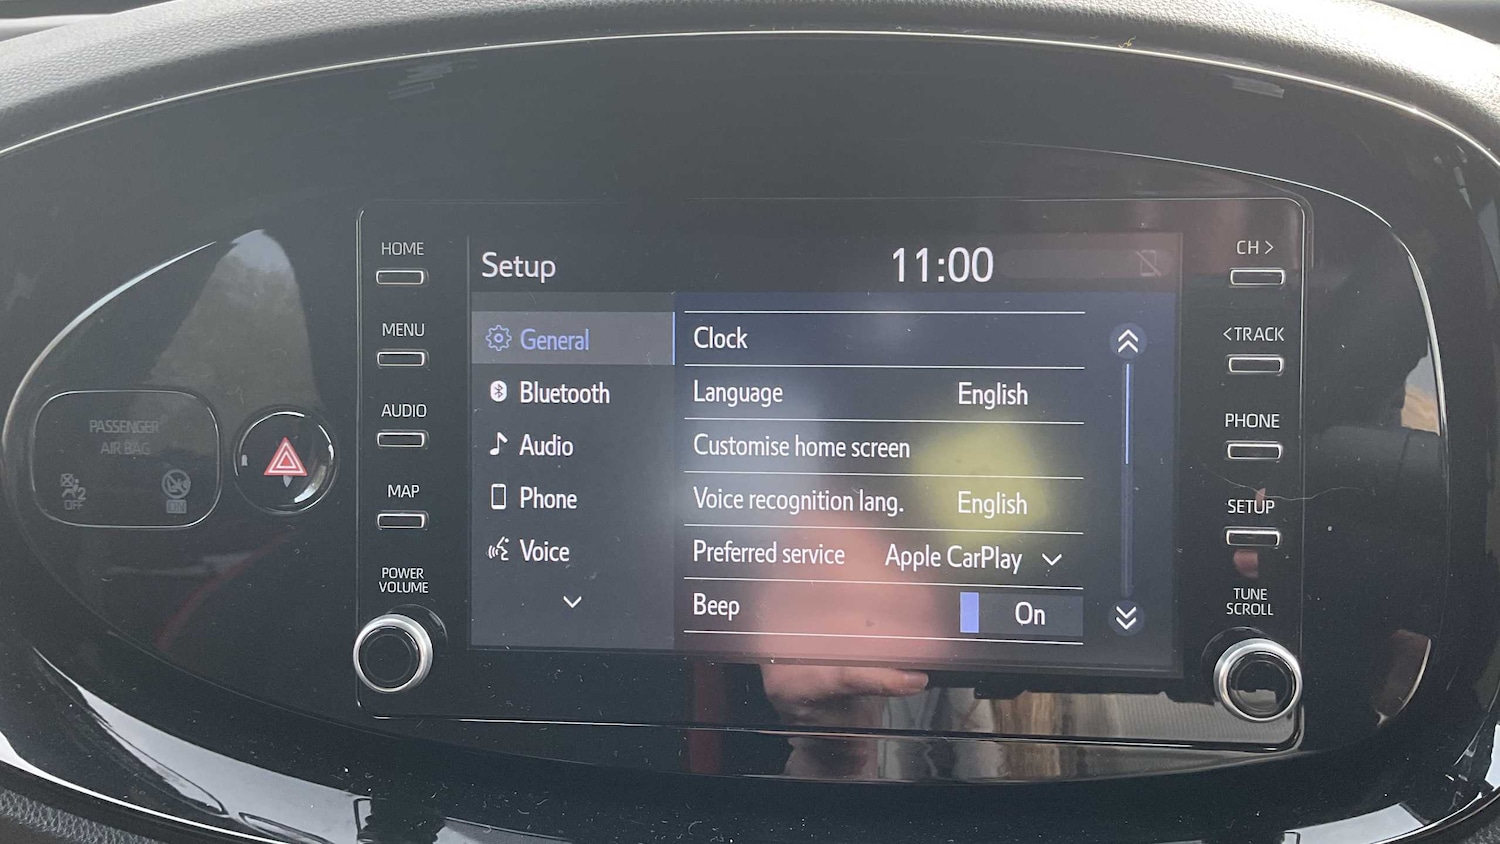 PASSENGER
AIR BAG
OFF
ON
HOME
MENU
AUDIO
MAP
POWER
VOLUME
Setup 11:00
General
Bluetooth
Audio
Phone
Voice
Clock
Language English
Customise home screen
Voice recognition lang. English
Preferred service Apple CarPlay
Beep On
CH >
<TRACK
PHONE
SETUP
TUNE
SCROLL